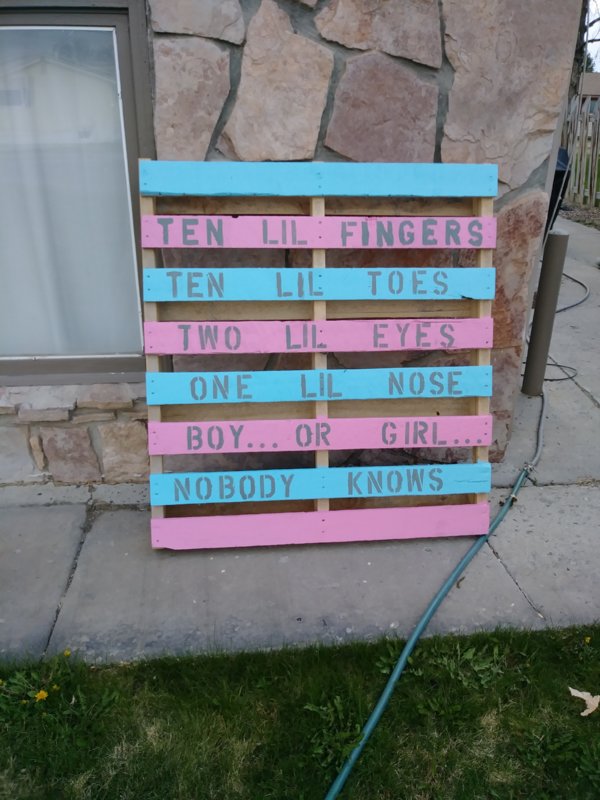 TEN LIL FINGERS
TEN LIL TOES
TWO LIL EYES
ONE LIL NOSE
BOY... OR GIRL...
NOBODY KNOWS